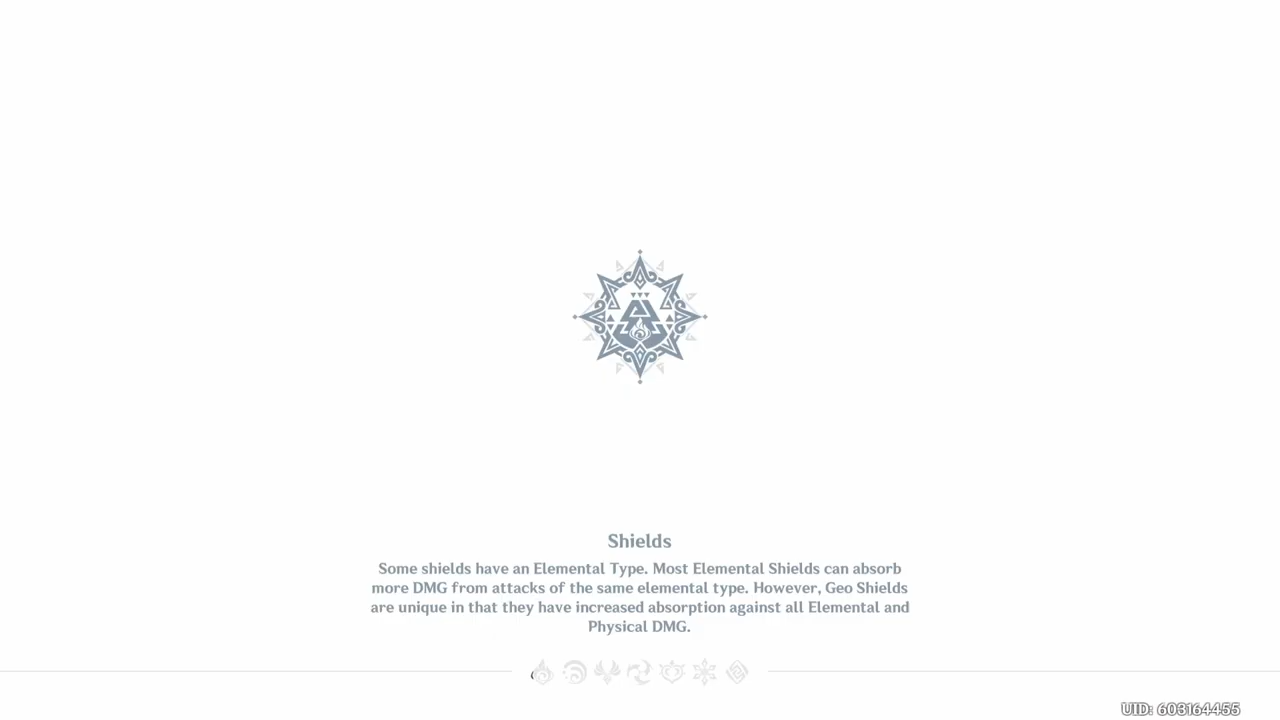 Shields
Some shields have an Elemental Type. Most Elemental Shields can absorb
more DMG from attacks of the same elemental type. However, Geo Shields
are unique in that they have increased absorption against all Elemental and
Physical DMG.
UID: 603164455